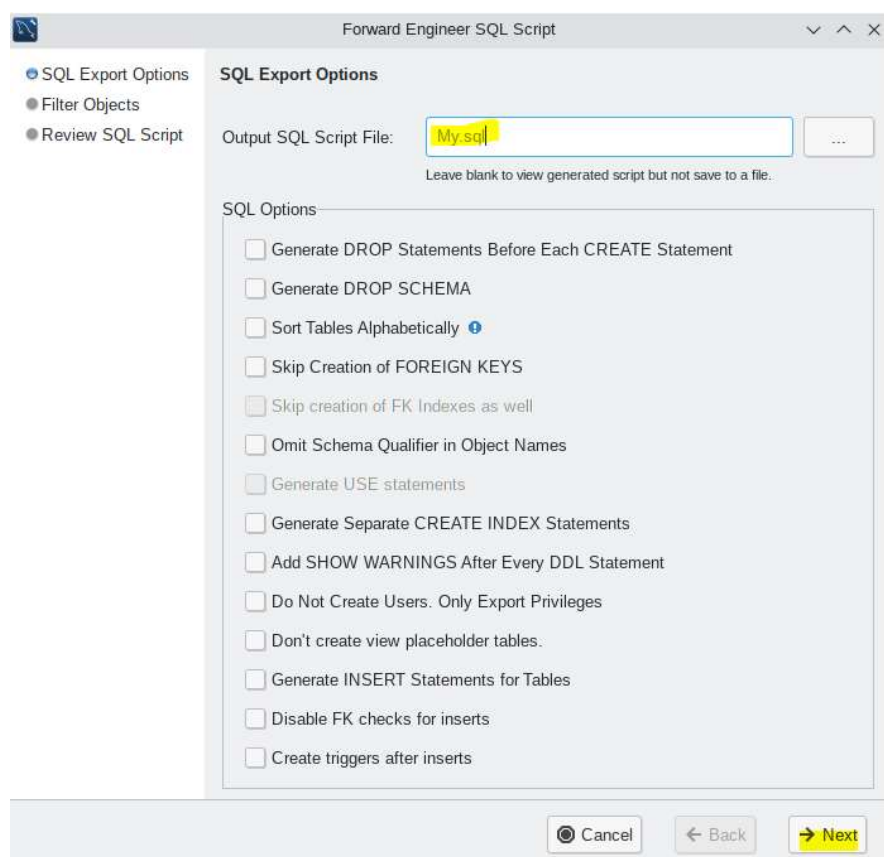 Forward Engineer SQL Script
SQL Export Options
Filter Objects
Review SQL Script
SQL Export Options
Output SQL Script File: My.sql ...
Leave blank to view generated script but not save to a file.
SQL Options
Generate DROP Statements Before Each CREATE Statement
Generate DROP SCHEMA
Sort Tables Alphabetically
Skip Creation of FOREIGN KEYS
Skip creation of FK Indexes as well
Omit Schema Qualifier in Object Names
Generate USE statements
Generate Separate CREATE INDEX Statements
Add SHOW WARNINGS After Every DDL Statement
Do Not Create Users. Only Export Privileges
Don't create view placeholder tables.
Generate INSERT Statements for Tables
Disable FK checks for inserts
Create triggers after inserts
Cancel Back Next